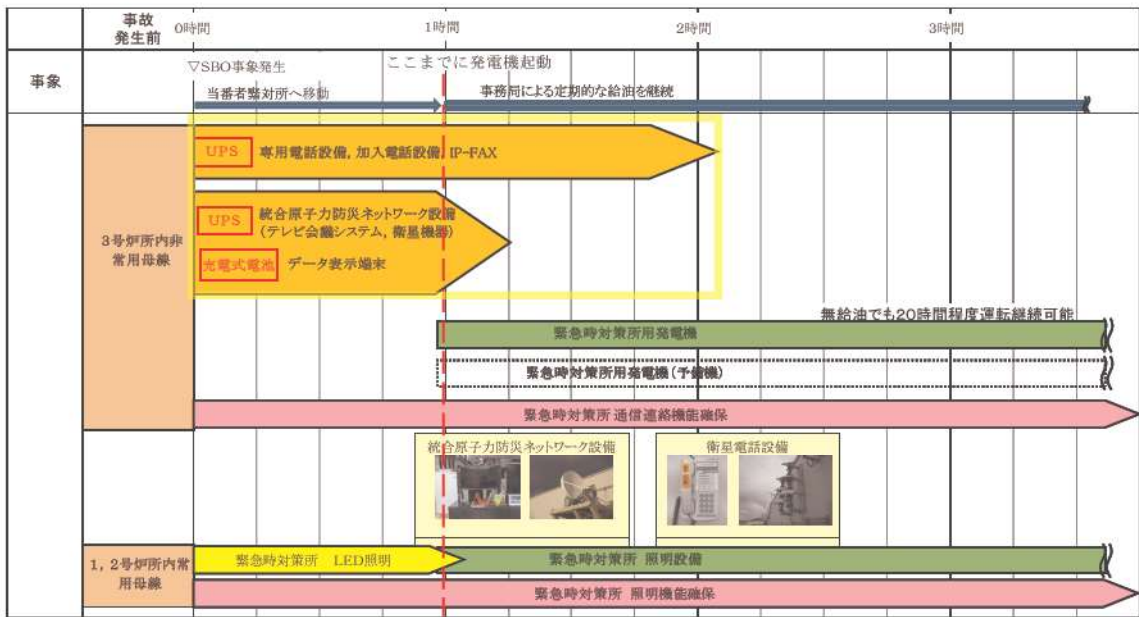 事故
発生前
0時間
1時間
2時間
3時間
事象
▽SBO事象発生
ここまでに発電機起動
当番者緊対所へ移動
事務局による定期的な給油を継続
3号炉所内非
常用母線
UPS
専用電話設備, 加入電話設備, IP-FAX
UPS
統合原子力防災ネットワーク設備
(テレビ会議システム, 衛星機器)
充電式電池
データ表示端末
無給油でも20時間程度運転継続可能
緊急時対策所用発電機
緊急時対策所用発電機(予備機)
緊急時対策所 通信連絡機能確保
統合原子力防災ネットワーク設備
衛星電話設備
1, 2号炉所内常
用母線
緊急時対策所 LED照明
緊急時対策所 照明設備
緊急時対策所 照明機能確保